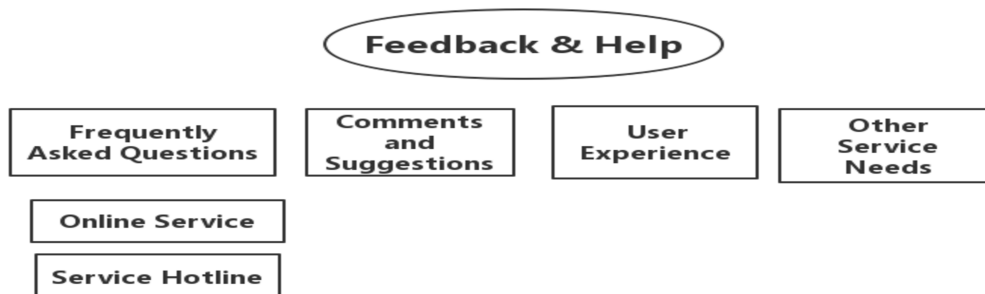 Feedback & Help
Frequently
Asked Questions
Comments
and
Suggestions
User
Experience
Other
Service
Needs
Online Service
Service Hotline